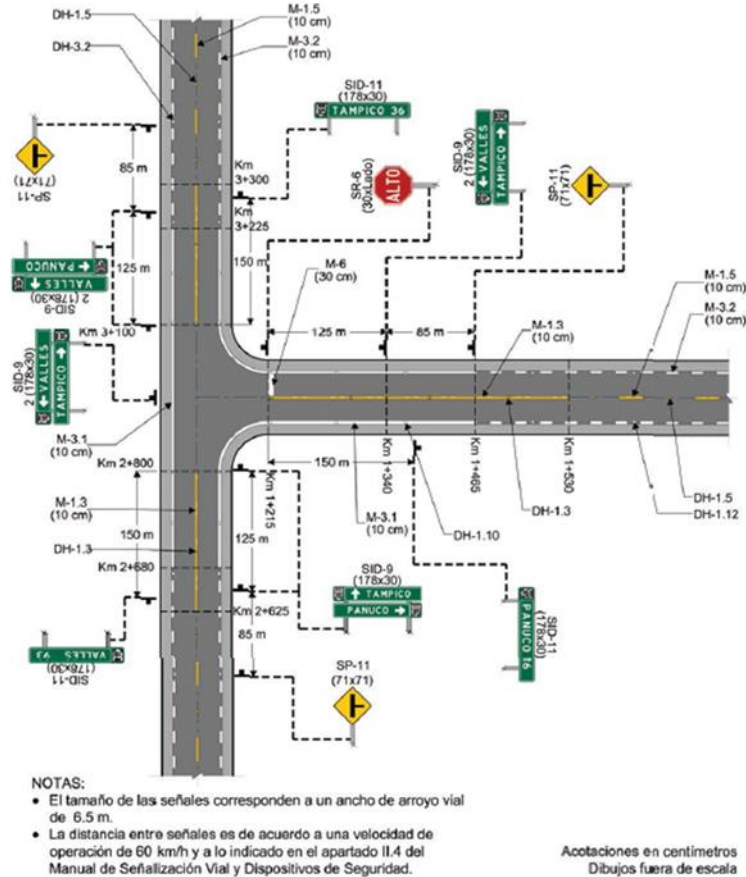 DH-1.5
M-1.5
(10 cm)
DH-3.2
M-3.2
(10 cm)
SID-11
(178x30)
TAMPICO 36
SR-6
(30xLado)
ALTO
SID-9
2 (178x30)
VALLES
TAMPICO
SP-11
(71x71)
SP-11
(71x71)
85 m
Km
3+300
Km
3+225
125 m
150 m
PANUCO
VALLES
2 (178x30)
SID-9
Km 3+100
M-6
(30 cm)
125 m
85 m
M-1.3
(10 cm)
M-1.5
(10 cm)
M-3.2
(10 cm)
SID-9
2 (178x30)
VALLES
TAMPICO
M-3.1
(10 cm)
Km 2+800
150 m
Km 1+215
Km 1+340
Km 1+465
Km 1+530
M-1.3
(10 cm)
150 m
DH-1.3
125 m
M-3.1
(10 cm)
DH-1.10
DH-1.3
DH-1.5
DH-1.12
Km 2+680
Km 2+625
SID-9
(178x30)
TAMPICO
PANUCO
PANUCO 16
SID-11
(178x30)
VALLES 93
(178x30)
SID-11
85 m
SP-11
(71x71)
NOTAS:
• El tamaño de las señales corresponden a un ancho de arroyo vial
de 6.5 m.
• La distancia entre señales es de acuerdo a una velocidad de
operación de 60 km/h y a lo indicado en el apartado II.4 del
Manual de Señalización Vial y Dispositivos de Seguridad.
Acotaciones en centímetros
Dibujos fuera de escala